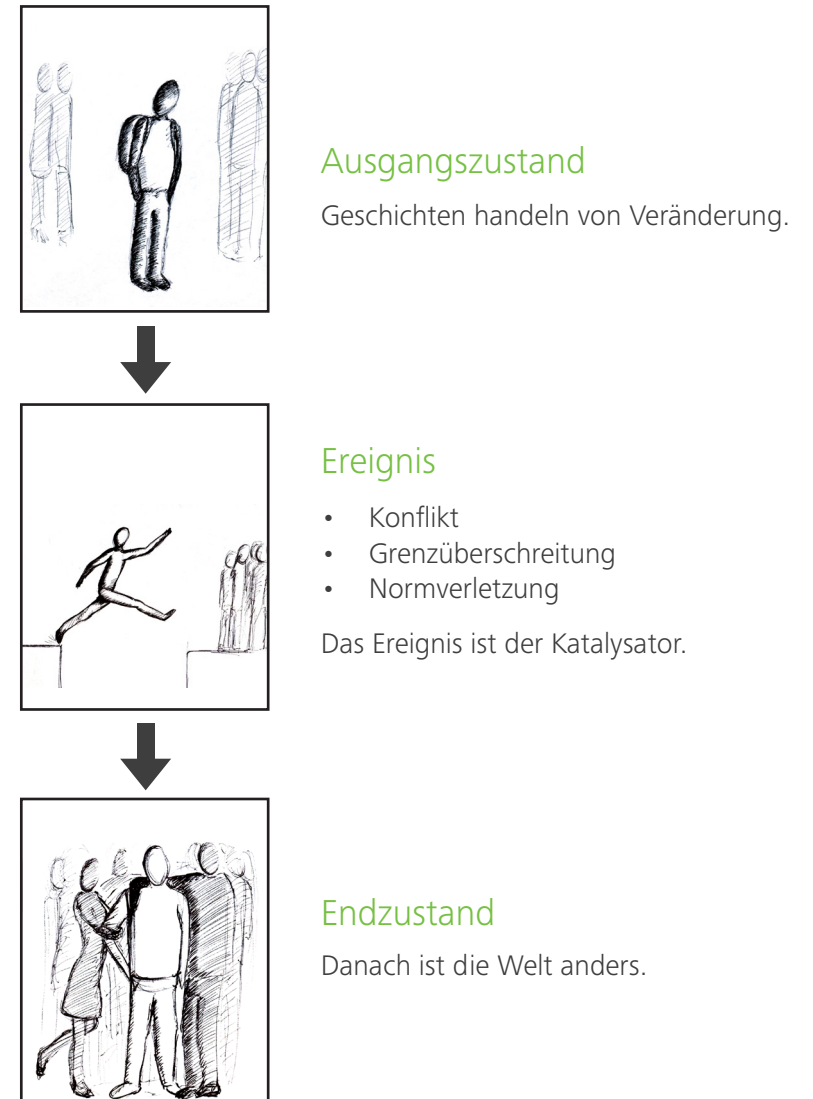 Ausgangszustand
Geschichten handeln von Veränderung.
Ereignis
• Konflikt
• Grenzüberschreitung
• Normverletzung
Das Ereignis ist der Katalysator.
Endzustand
Danach ist die Welt anders.